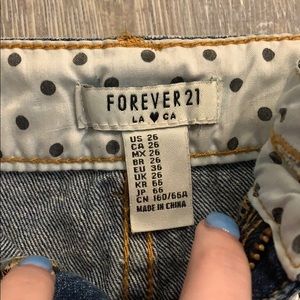 FOREVER 21
LA ♥ CA
US 26
CA 26
MX 26
BR 26
EU 36
UK 26
KR 66
JP 66
CN 160/66A
MADE IN CHINA